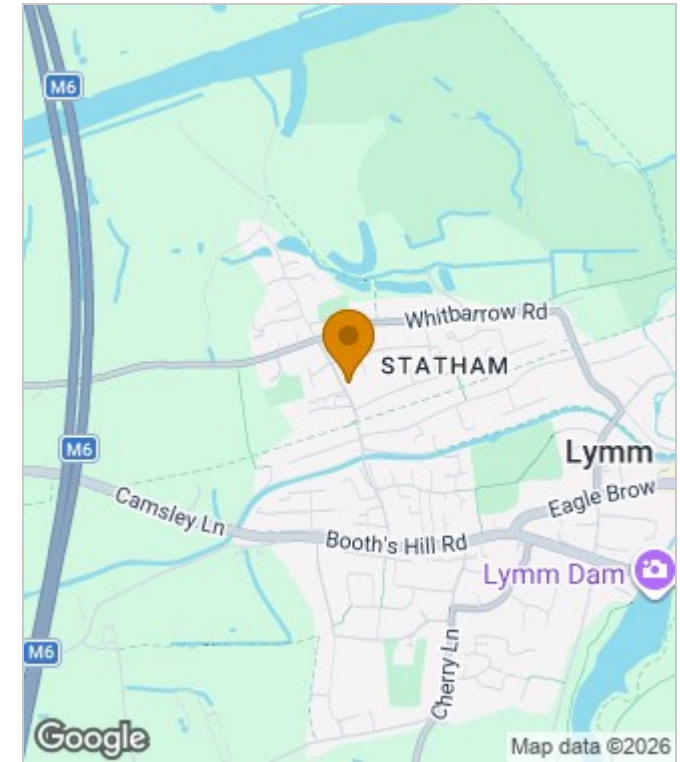 M6
Whitbarrow Rd
STATHAM
M6
Lymm
Camsley Ln
Eagle Brow
Booth's Hill Rd
Lymm Dam
M6
Cherry Ln
Google
Map data ©2026